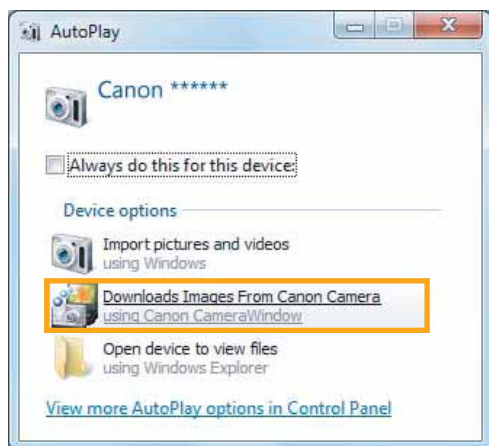 AutoPlay
Canon ******
Always do this for this device:
Device options
Import pictures and videos
using Windows
Downloads Images From Canon Camera
using Canon CameraWindow
Open device to view files
using Windows Explorer
View more AutoPlay options in Control Panel